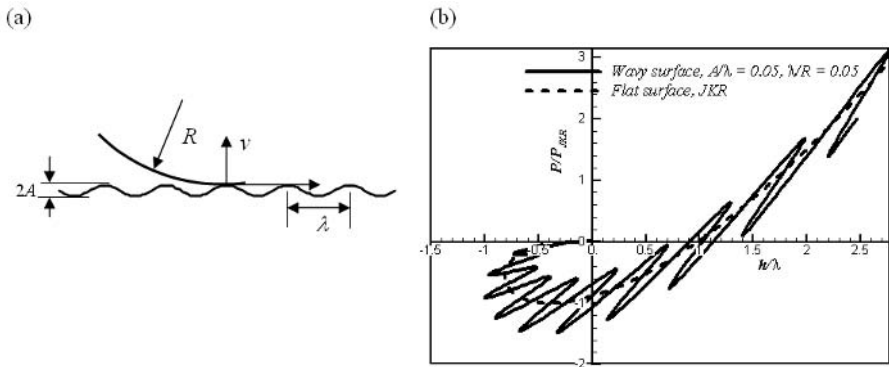 (a)
R
v
2A
λ
(b)
3
2
1
0
-1
-2
P/P_JKR
Wavy surface, A/λ = 0.05, λ/R = 0.05
Flat surface, JKR
-1.5 -1 -0.5 0 0.5 1 1.5 2 2.5
h/λ